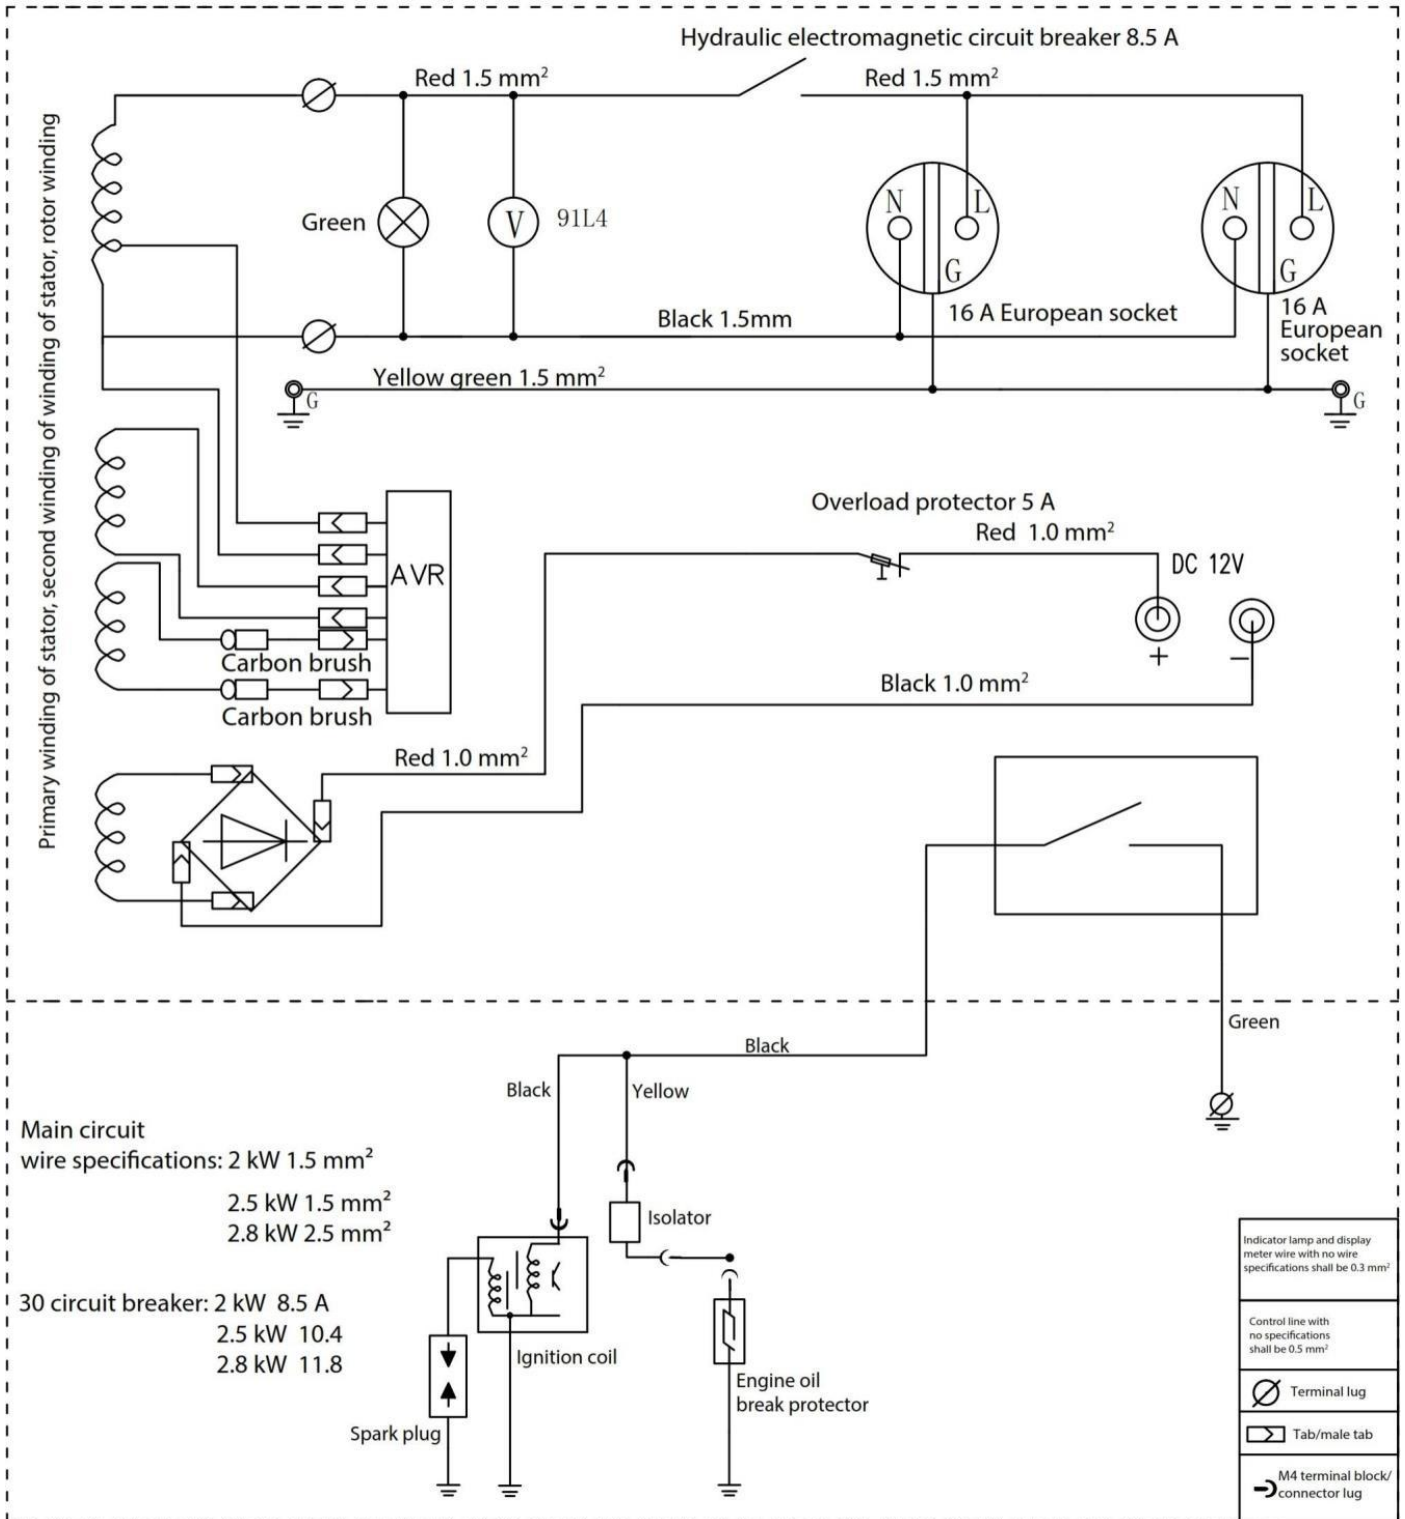 Hydraulic electromagnetic circuit breaker 8.5 A
Red 1.5 mm²
Red 1.5 mm²
Primary winding of stator, second winding of winding of stator, rotor winding
Green
V
91L4
N
L
G
N
L
G
16 A European socket
16 A
European
socket
Black 1.5mm
Yellow green 1.5 mm²
G
G
AVR
Carbon brush
Carbon brush
Overload protector 5 A
Red 1.0 mm²
DC 12V
+
−
Black 1.0 mm²
Red 1.0 mm²
Green
Black
Black
Yellow
Main circuit
wire specifications: 2 kW 1.5 mm²
2.5 kW 1.5 mm²
2.8 kW 2.5 mm²
30 circuit breaker: 2 kW 8.5 A
2.5 kW 10.4
2.8 kW 11.8
Isolator
Ignition coil
Spark plug
Engine oil
break protector
Indicator lamp and display
meter wire with no wire
specifications shall be 0.3 mm²
Control line with
no specifications
shall be 0.5 mm²
Terminal lug
Tab/male tab
M4 terminal block/
connector lug